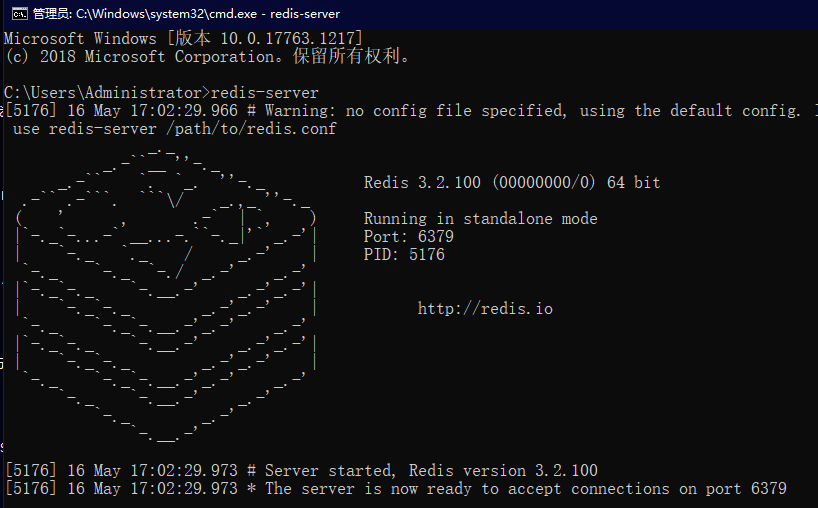 管理员: C:\Windows\system32\cmd.exe - redis-server
Microsoft Windows [版本 10.0.17763.1217]
(c) 2018 Microsoft Corporation。保留所有权利。
C:\Users\Administrator>redis-server
[5176] 16 May 17:02:29.966 # Warning: no config file specified, using the default config.
use redis-server /path/to/redis.conf
Redis 3.2.100 (00000000/0) 64 bit
Running in standalone mode
Port: 6379
PID: 5176
http://redis.io
[5176] 16 May 17:02:29.973 # Server started, Redis version 3.2.100
[5176] 16 May 17:02:29.973 * The server is now ready to accept connections on port 6379